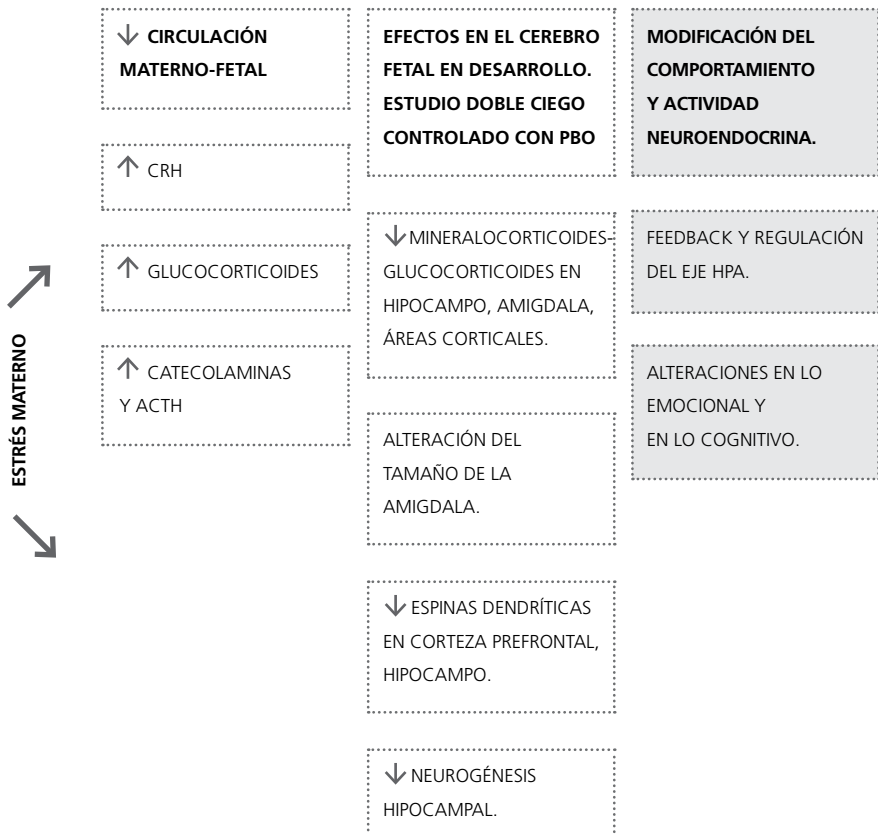 ESTRÉS MATERNO
↓ CIRCULACIÓN
MATERNO-FETAL
↑ CRH
↑ GLUCOCORTICOIDES
↑ CATECOLAMINAS
Y ACTH
EFECTOS EN EL CEREBRO
FETAL EN DESARROLLO.
ESTUDIO DOBLE CIEGO
CONTROLADO CON PBO
↓ MINERALOCORTICOIDES-
GLUCOCORTICOIDES EN
HIPOCAMPO, AMIGDALA,
ÁREAS CORTICALES.
ALTERACIÓN DEL
TAMAÑO DE LA
AMIGDALA.
↓ ESPINAS DENDRÍTICAS
EN CORTEZA PREFRONTAL,
HIPOCAMPO.
↓ NEUROGÉNESIS
HIPOCAMPAL.
MODIFICACIÓN DEL
COMPORTAMIENTO
Y ACTIVIDAD
NEUROENDOCRINA.
FEEDBACK Y REGULACIÓN
DEL EJE HPA.
ALTERACIONES EN LO
EMOCIONAL Y
EN LO COGNITIVO.